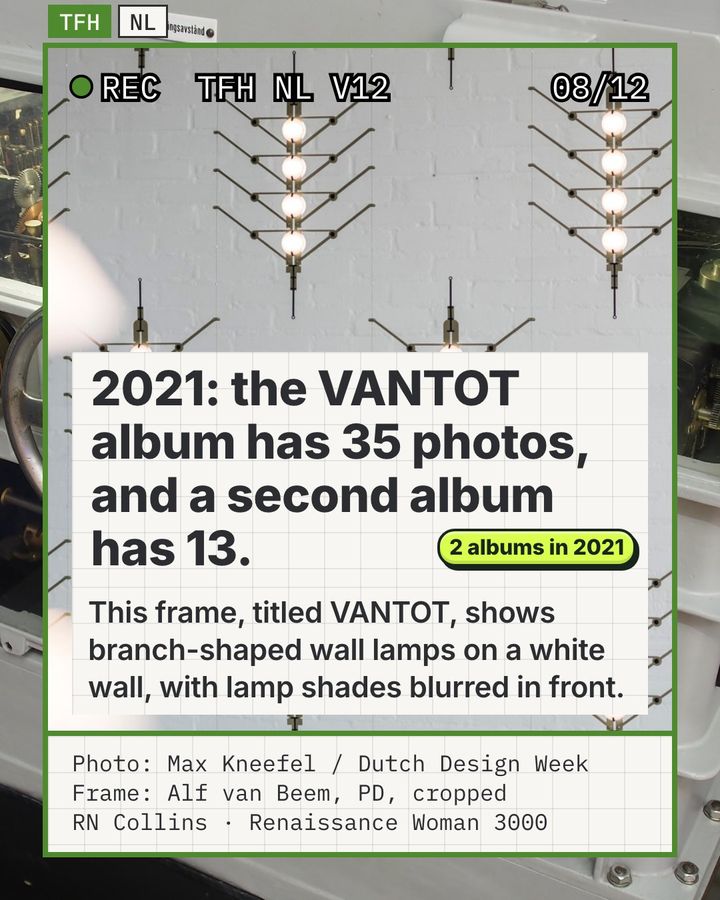 TFH NL
REC TFH NL V12 08/12
2021: the VANTOT
album has 35 photos,
and a second album
has 13.
2 albums in 2021
This frame, titled VANTOT, shows
branch-shaped wall lamps on a white
wall, with lamp shades blurred in front.
Photo: Max Kneefel / Dutch Design Week
Frame: Alf van Beem, PD, cropped
RN Collins · Renaissance Woman 3000